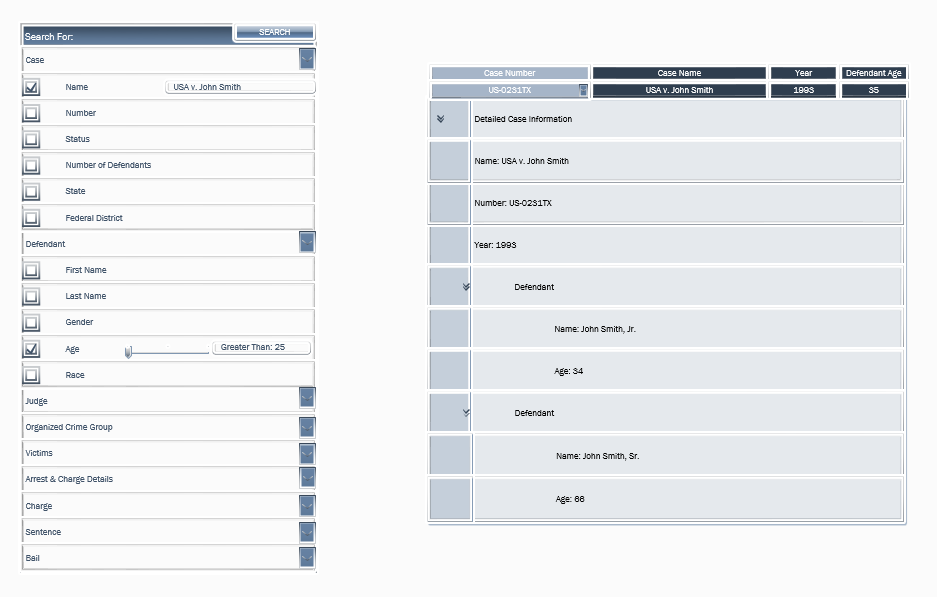 Search For:
SEARCH
Case
Name
USA v. John Smith
Number
Status
Number of Defendants
State
Federal District
Defendant
First Name
Last Name
Gender
Age
Greater Than: 25
Race
Judge
Organized Crime Group
Victims
Arrest & Charge Details
Charge
Sentence
Bail
Case Number Case Name Year Defendant Age
US-0231TX USA v. John Smith 1993 35
Detailed Case Information
Name: USA v. John Smith
Number: US-0231TX
Year: 1993
Defendant
Name: John Smith, Jr.
Age: 34
Defendant
Name: John Smith, Sr.
Age: 66